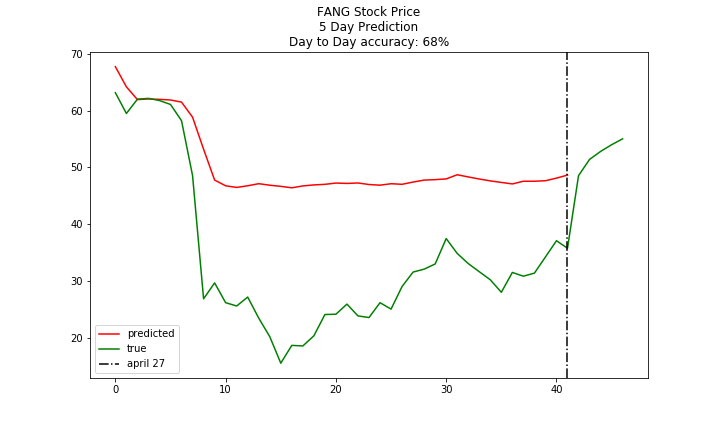 FANG Stock Price
5 Day Prediction
Day to Day accuracy: 68%
70
60
50
40
30
20
predicted
true
april 27
0
10
20
30
40